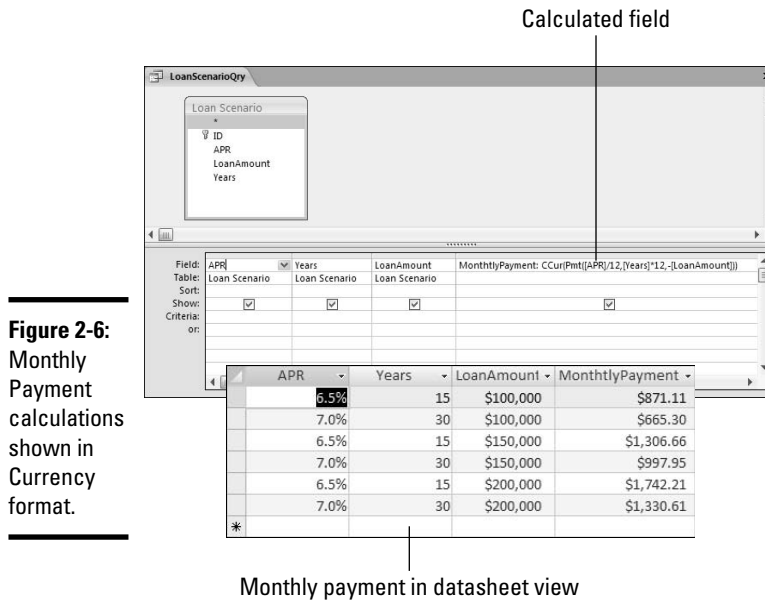 Calculated field
LoanScenarioQry
Loan Scenario
*
ID
APR
LoanAmount
Years
Field: APR Years LoanAmount MonthtlyPayment: CCur(Pmt([APR]/12,[Years]*12,-[LoanAmount]))
Table: Loan Scenario Loan Scenario Loan Scenario
Sort:
Show:
Criteria:
or:
APR Years LoanAmount MonthtlyPayment
6.5% 15 $100,000 $871.11
7.0% 30 $100,000 $665.30
6.5% 15 $150,000 $1,306.66
7.0% 30 $150,000 $997.95
6.5% 15 $200,000 $1,742.21
7.0% 30 $200,000 $1,330.61
*
Figure 2-6:
Monthly
Payment
calculations
shown in
Currency
format.
Monthly payment in datasheet view